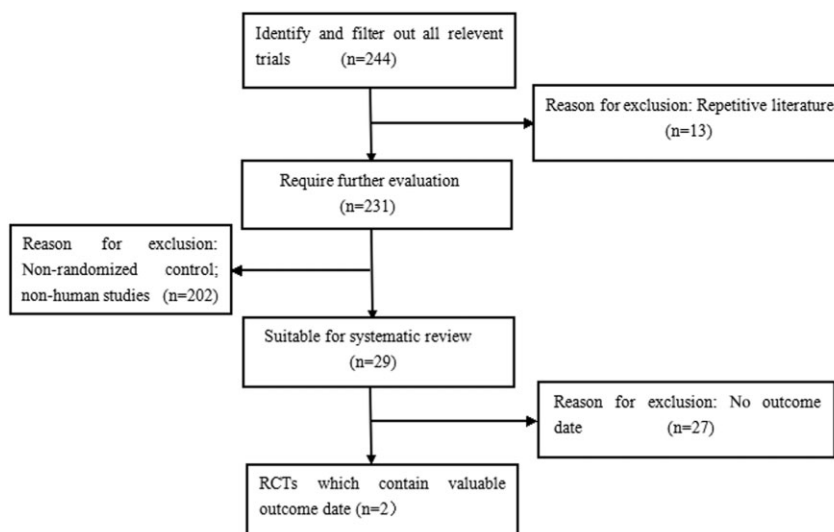 Identify and filter out all relevent
trials (n=244)
Reason for exclusion: Repetitive literature
(n=13)
Require further evaluation
(n=231)
Reason for exclusion:
Non-randomized control;
non-human studies (n=202)
Suitable for systematic review
(n=29)
Reason for exclusion: No outcome
date (n=27)
RCTs which contain valuable
outcome date (n=2)